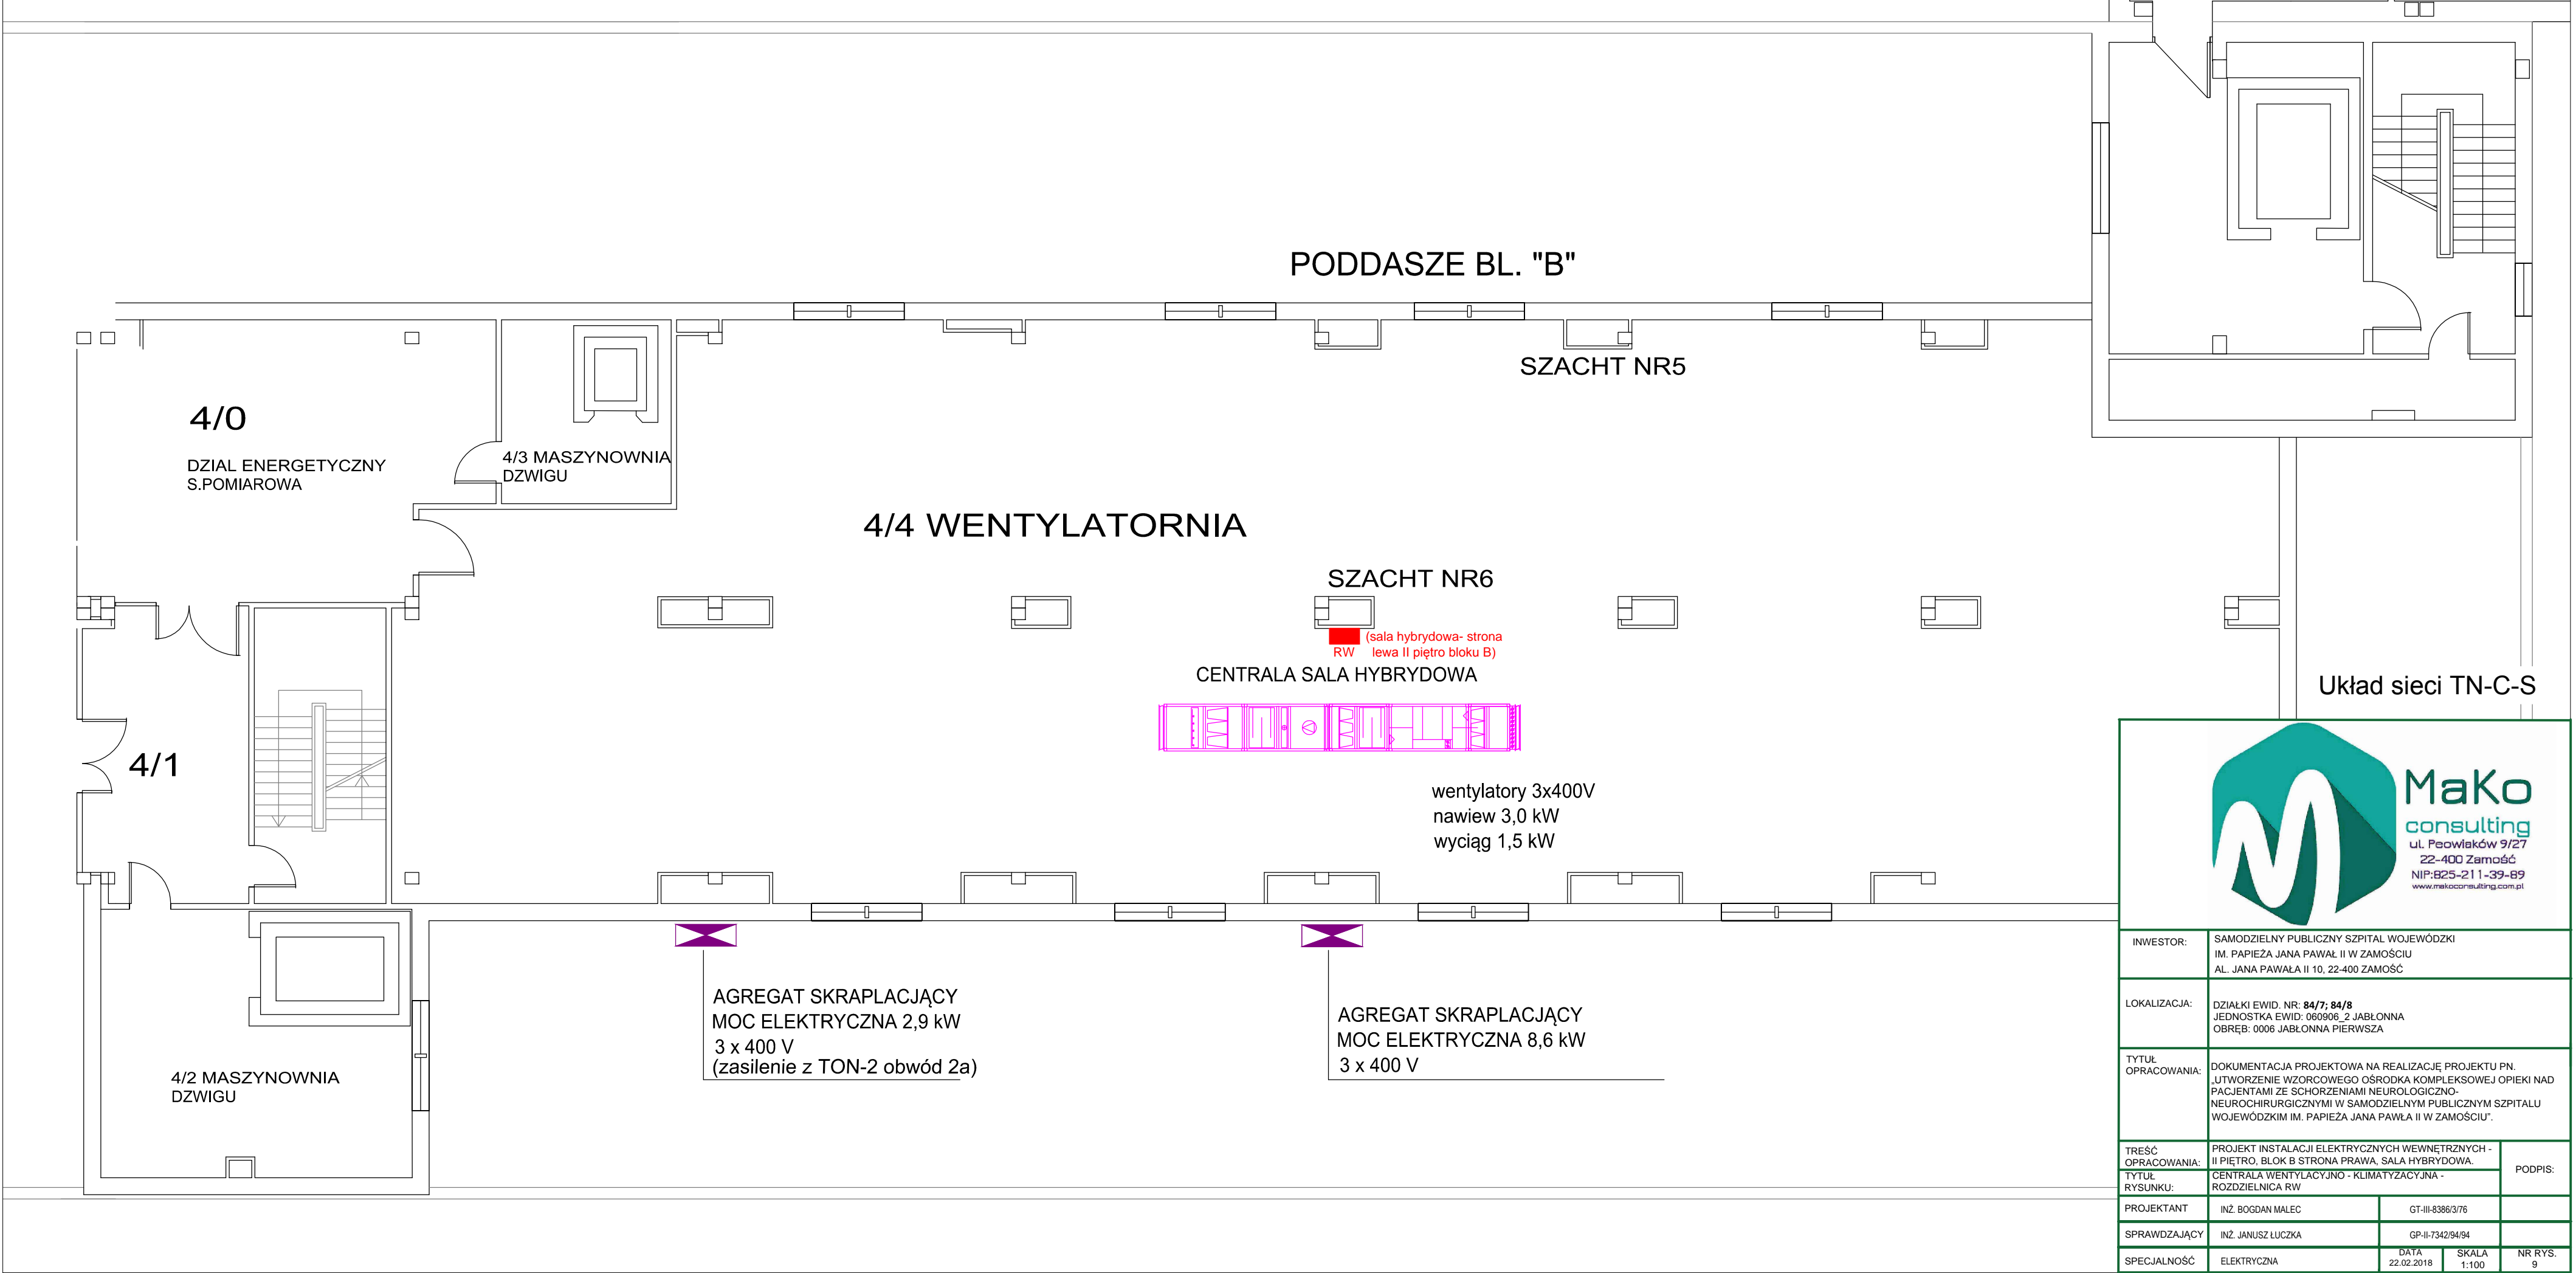 PODDASZE BL. "B"
SZACHT NR5
4/0
DZIAL ENERGETYCZNY
S.POMIAROWA
4/3 MASZYNOWNIA
DZWIGU
4/4 WENTYLATORNIA
SZACHT NR6
(sala hybrydowa- strona
RW lewa II piętro bloku B)
CENTRALA SALA HYBRYDOWA
Układ sieci TN-C-S
4/1
wentylatory 3x400V
nawiew 3,0 kW
wyciąg 1,5 kW
AGREGAT SKRAPLACJĄCY
MOC ELEKTRYCZNA 2,9 kW
3 x 400 V
(zasilenie z TON-2 obwód 2a)
AGREGAT SKRAPLACJĄCY
MOC ELEKTRYCZNA 8,6 kW
3 x 400 V
4/2 MASZYNOWNIA
DZWIGU
MaKo
consulting
ul. Peowiaków 9/27
22-400 Zamość
NIP:825-211-39-89
www.makoconsulting.com.pl
INWESTOR:
SAMODZIELNY PUBLICZNY SZPITAL WOJEWÓDZKI
IM. PAPIEŻA JANA PAWAŁ II W ZAMOŚCIU
AL. JANA PAWAŁA II 10, 22-400 ZAMOŚĆ
LOKALIZACJA:
DZIAŁKI EWID. NR: 84/7; 84/8
JEDNOSTKA EWID: 060906_2 JABŁONNA
OBRĘB: 0006 JABŁONNA PIERWSZA
TYTUŁ
OPRACOWANIA:
DOKUMENTACJA PROJEKTOWA NA REALIZACJĘ PROJEKTU PN.
„UTWORZENIE WZORCOWEGO OŚRODKA KOMPLEKSOWEJ OPIEKI NAD
PACJENTAMI ZE SCHORZENIAMI NEUROLOGICZNO-
NEUROCHIRURGICZNYMI W SAMODZIELNYM PUBLICZNYM SZPITALU
WOJEWÓDZKIM IM. PAPIEŻA JANA PAWŁA II W ZAMOŚCIU”.
TREŚĆ
OPRACOWANIA:
PROJEKT INSTALACJI ELEKTRYCZNYCH WEWNĘTRZNYCH -
II PIĘTRO, BLOK B STRONA PRAWA, SALA HYBRYDOWA.
PODPIS:
TYTUŁ
RYSUNKU:
CENTRALA WENTYLACYJNO - KLIMATYZACYJNA -
ROZDZIELNICA RW
PROJEKTANT INŻ. BOGDAN MALEC GT-III-8386/3/76
SPRAWDZAJĄCY INŻ. JANUSZ ŁUCZKA GP-II-7342/94/94
SPECJALNOŚĆ ELEKTRYCZNA
DATA
22.02.2018
SKALA
1:100
NR RYS.
9